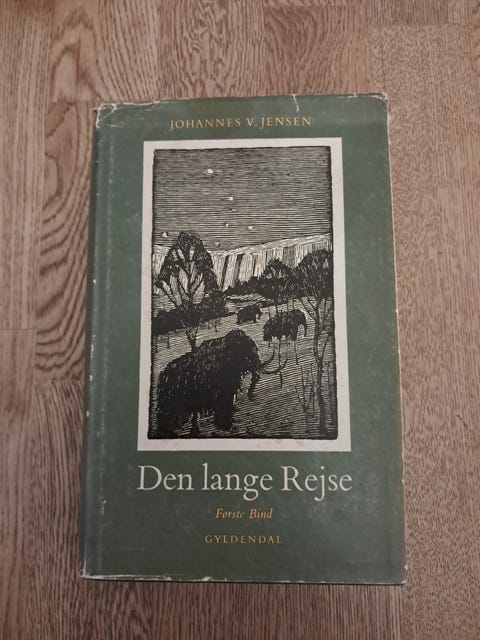 JOHANNES V. JENSEN
Den lange Rejse
Første Bind
GYLDENDAL